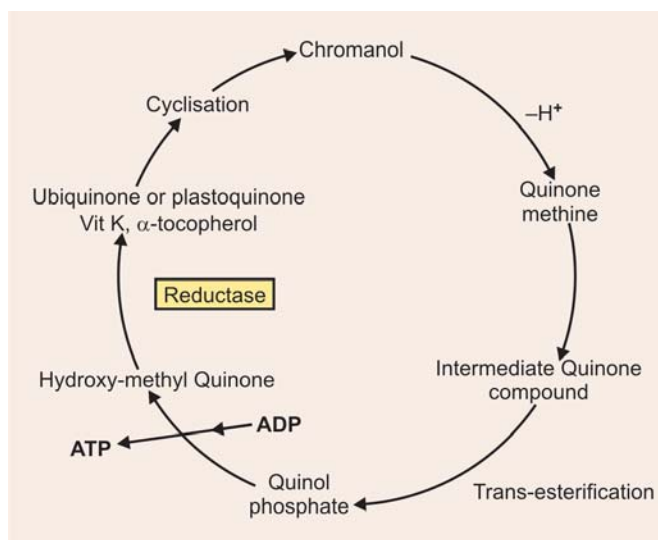 Chromanol
–H⁺
Quinone
methine
Intermediate Quinone
compound
Trans-esterification
Quinol
phosphate
ADP
ATP
Hydroxy-methyl Quinone
Reductase
Ubiquinone or plastoquinone
Vit K, α-tocopherol
Cyclisation